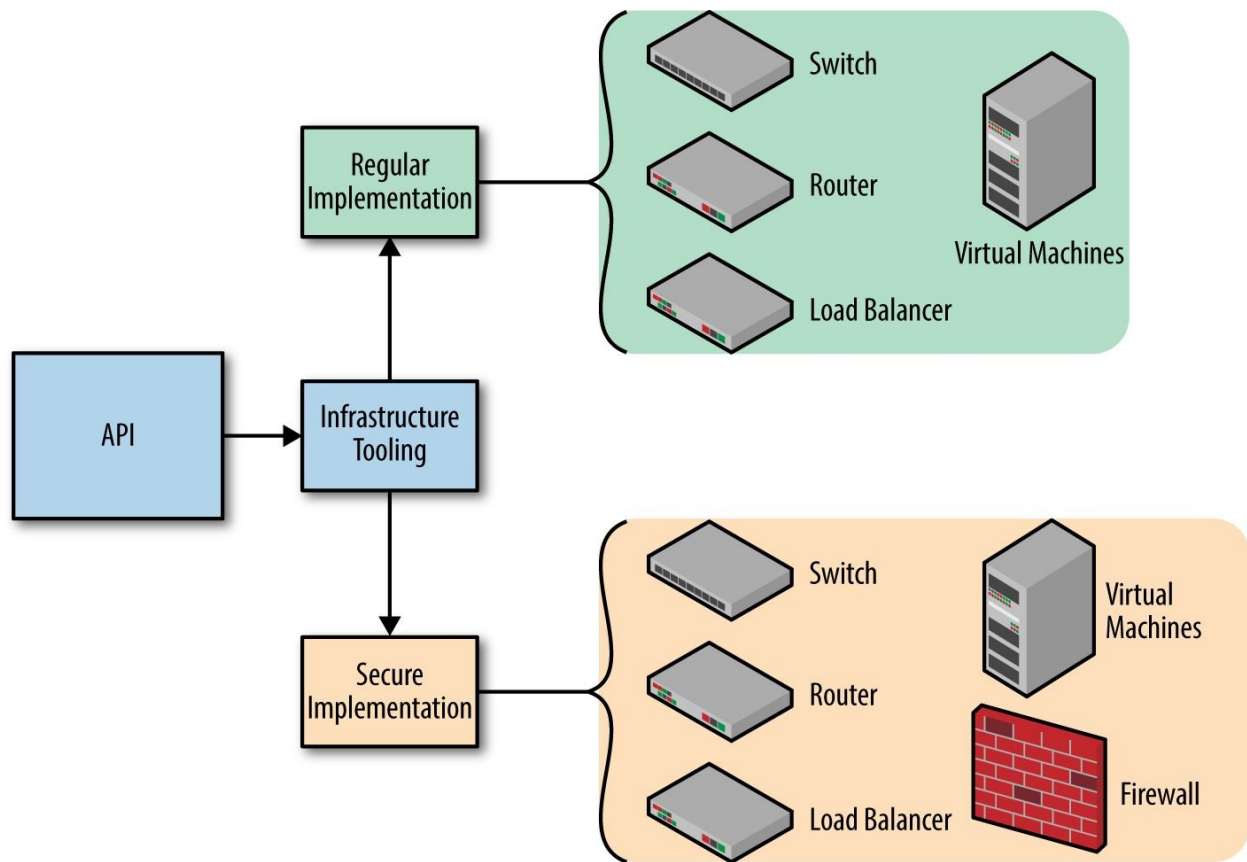 Switch
Router
Load Balancer
Virtual Machines
Regular
Implementation
API
Infrastructure
Tooling
Secure
Implementation
Switch
Router
Load Balancer
Virtual
Machines
Firewall